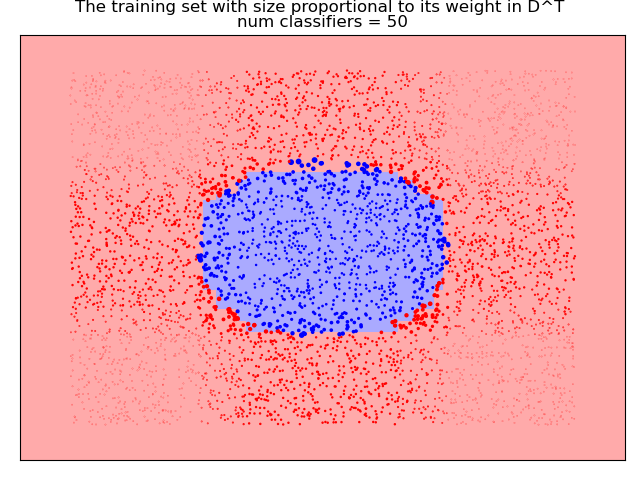 The training set with size proportional to its weight in D^T
num classifiers = 50